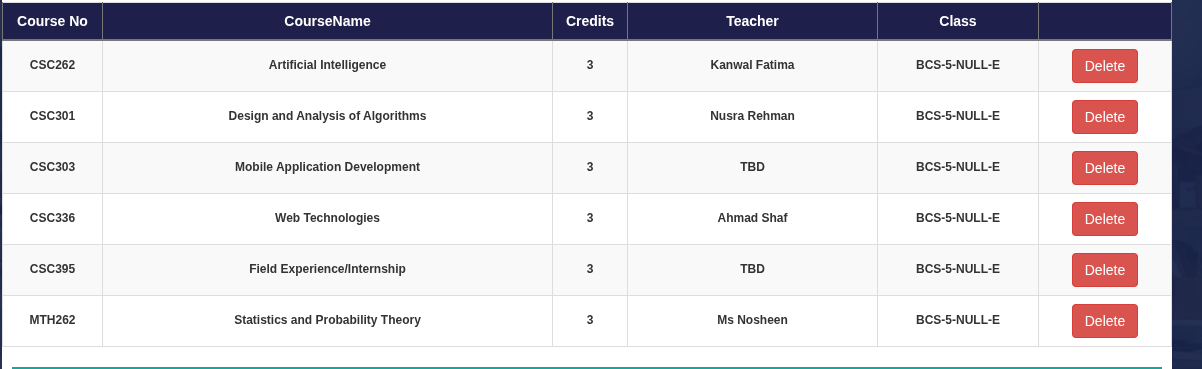 Course No CourseName Credits Teacher Class
CSC262 Artificial Intelligence 3 Kanwal Fatima BCS-5-NULL-E Delete
CSC301 Design and Analysis of Algorithms 3 Nusra Rehman BCS-5-NULL-E Delete
CSC303 Mobile Application Development 3 TBD BCS-5-NULL-E Delete
CSC336 Web Technologies 3 Ahmad Shaf BCS-5-NULL-E Delete
CSC395 Field Experience/Internship 3 TBD BCS-5-NULL-E Delete
MTH262 Statistics and Probability Theory 3 Ms Nosheen BCS-5-NULL-E Delete